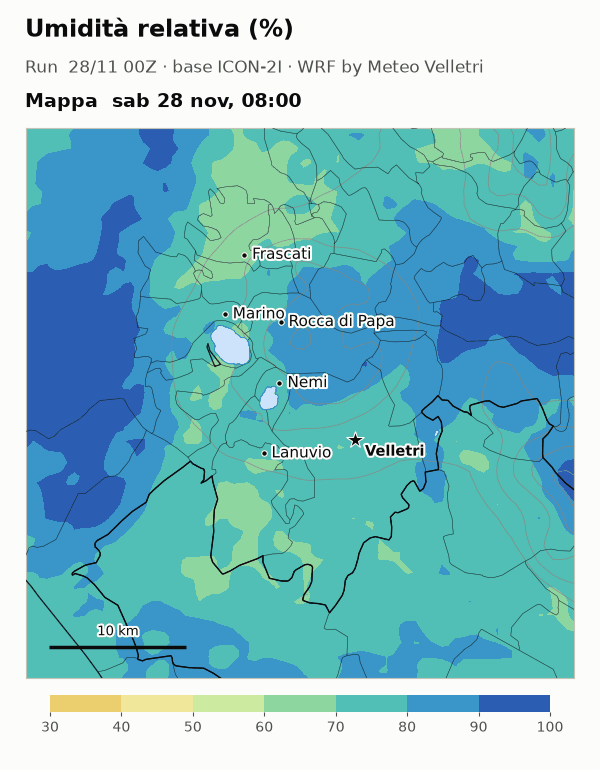 Umidità relativa (%)
Run  28/11 00Z · base ICON-2I · WRF by Meteo Velletri
Mappa  sab 28 nov, 08:00
Frascati
Marino
Rocca di Papa
Nemi
Velletri
Lanuvio
10 km
30 40 50 60 70 80 90 100